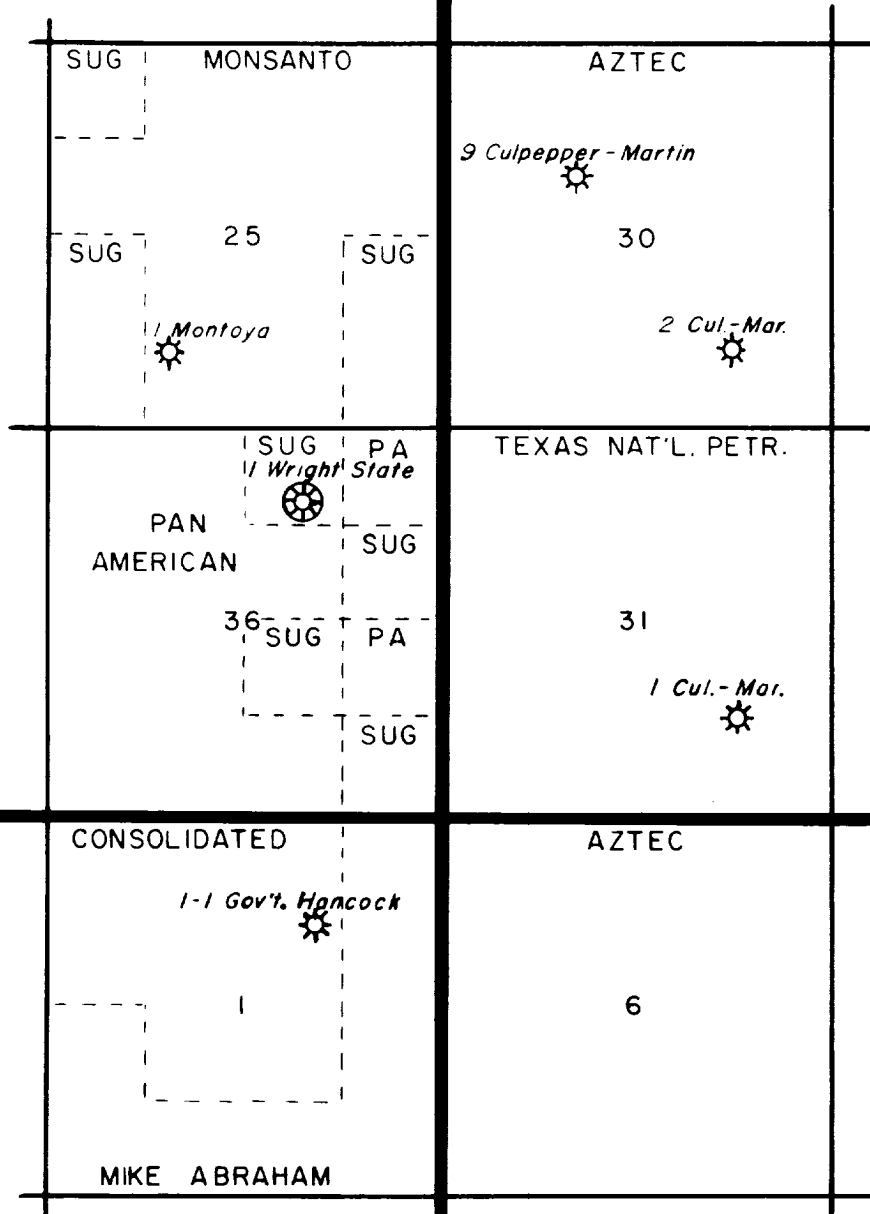 SUG MONSANTO AZTEC
9 Culpepper-Martin
25 30
SUG SUG
1 Montoya 2 Cul.-Mar.
SUG PA TEXAS NAT'L. PETR.
1 Wright State
PAN
AMERICAN
SUG
36 31
SUG PA
1 Cul.-Mar.
SUG
CONSOLIDATED AZTEC
1-1 Gov't. Hancock
1 6
MIKE ABRAHAM